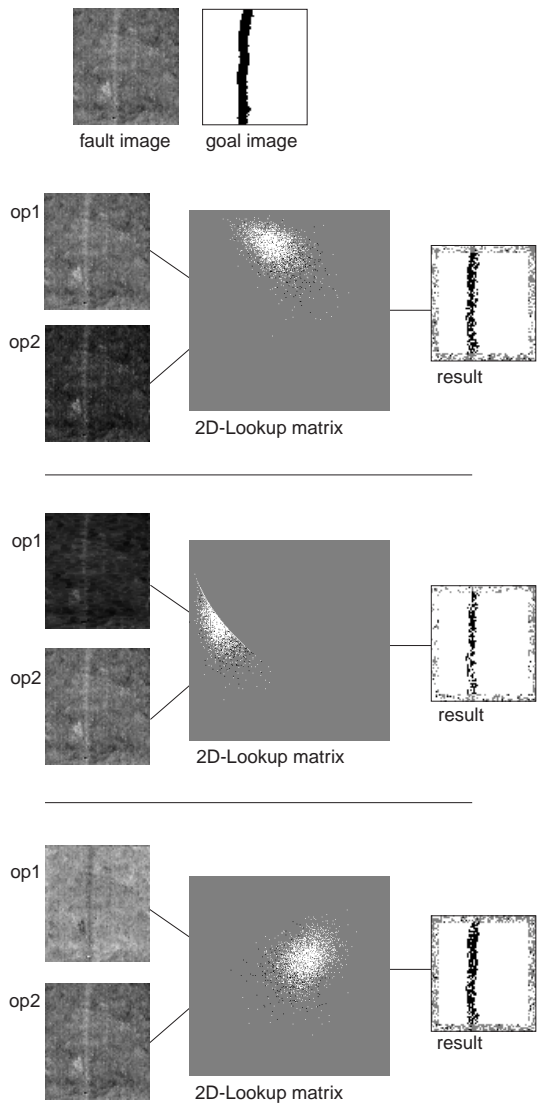 fault image goal image
op1
op2
2D-Lookup matrix
result
op1
op2
2D-Lookup matrix
result
op1
op2
2D-Lookup matrix
result